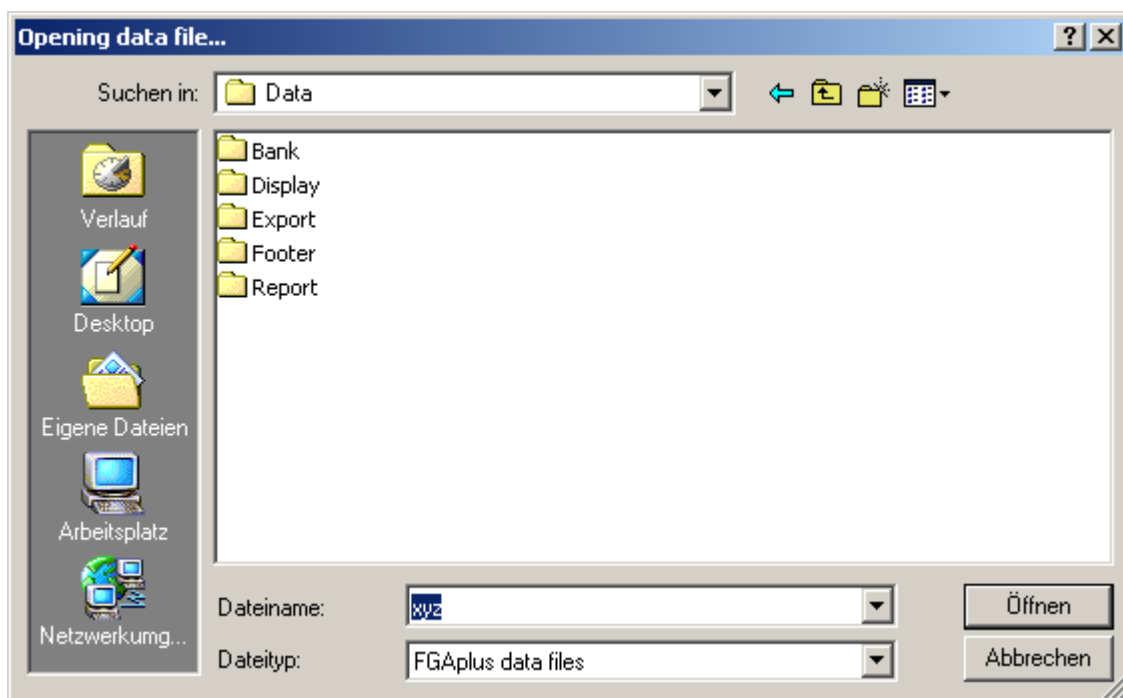 Opening data file...
Suchen in: Data
Bank
Display
Export
Footer
Report
Verlauf
Desktop
Eigene Dateien
Arbeitsplatz
Netzwerkumg...
Dateiname: xyz Öffnen
Dateityp: FGAplus data files Abbrechen